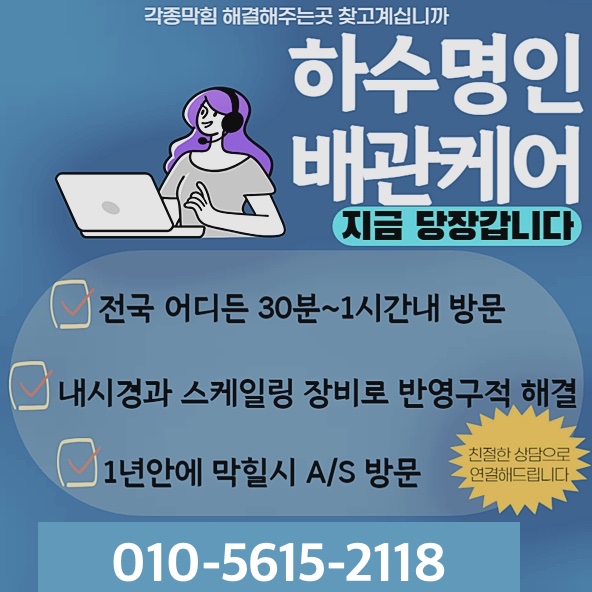 각종막힘 해결해주는곳 찾고계십니까
하수명인
배관케어
지금 당장갑니다
전국 어디든 30분~1시간내 방문
내시경과 스케일링 장비로 반영구적 해결
1년안에 막힐시 A/S 방문
친절한 상담으로
연결해드립니다
010-5615-2118